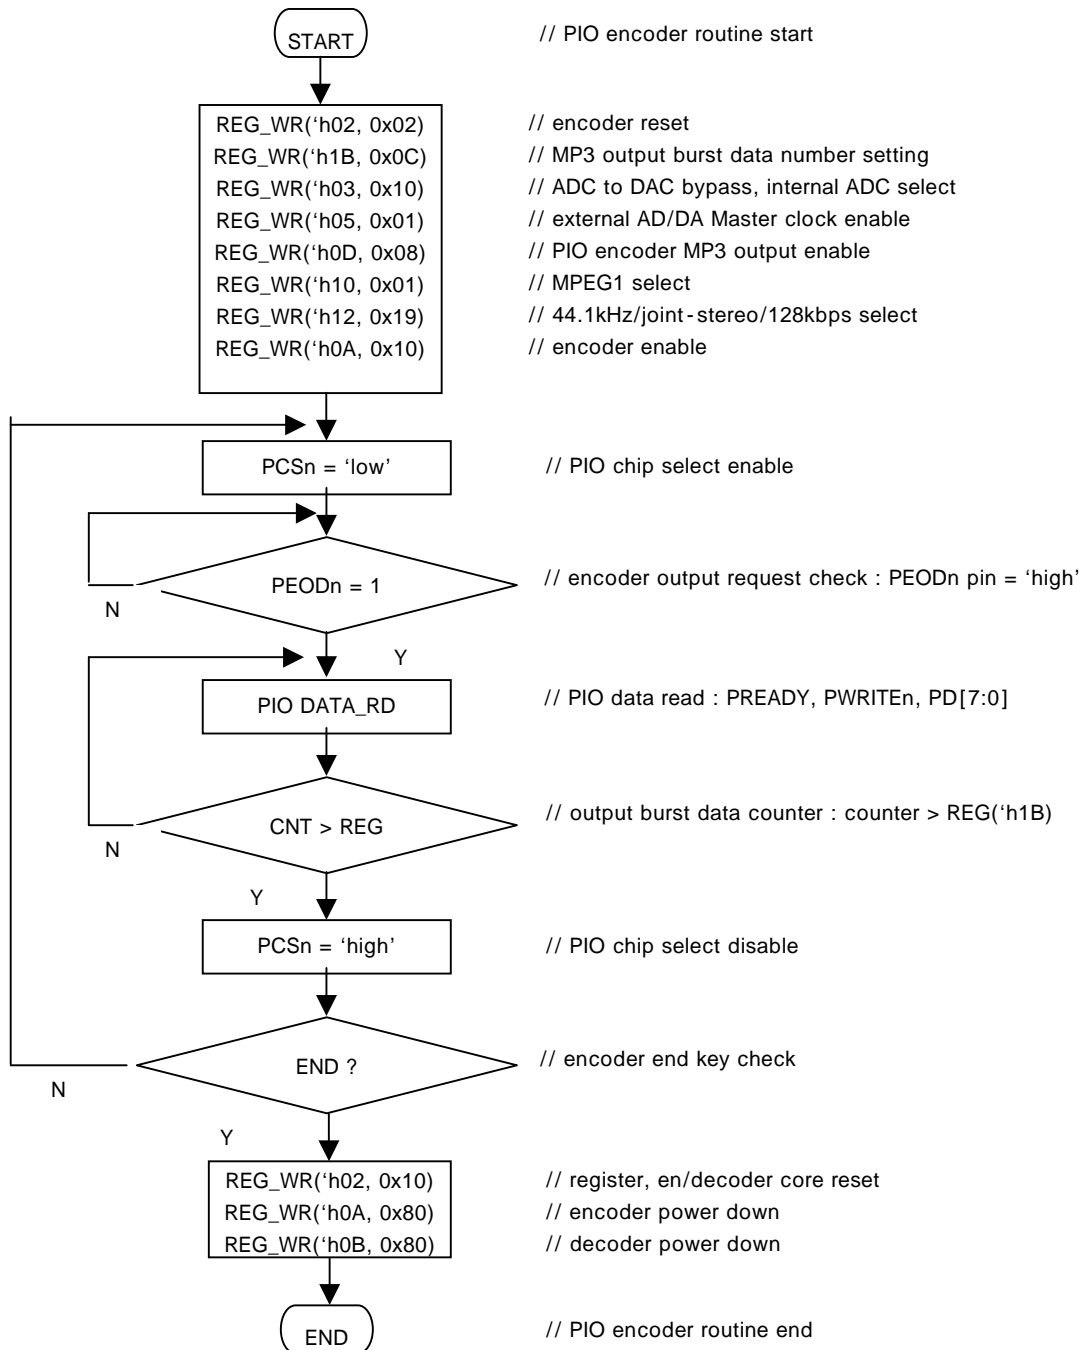 START // PIO encoder routine start
REG_WR(‘h02, 0x02) // encoder reset
REG_WR(‘h1B, 0x0C) // MP3 output burst data number setting
REG_WR(‘h03, 0x10) // ADC to DAC bypass, internal ADC select
REG_WR(‘h05, 0x01) // external AD/DA Master clock enable
REG_WR(‘h0D, 0x08) // PIO encoder MP3 output enable
REG_WR(‘h10, 0x01) // MPEG1 select
REG_WR(‘h12, 0x19) // 44.1kHz/joint-stereo/128kbps select
REG_WR(‘h0A, 0x10) // encoder enable
PCSn = ‘low’ // PIO chip select enable
PEODn = 1 // encoder output request check : PEODn pin = ‘high’
N
Y
PIO DATA_RD // PIO data read : PREADY, PWRITEn, PD[7:0]
CNT > REG // output burst data counter : counter > REG(‘h1B)
N
Y
PCSn = ‘high’ // PIO chip select disable
END ? // encoder end key check
N
Y
REG_WR(‘h02, 0x10) // register, en/decoder core reset
REG_WR(‘h0A, 0x80) // encoder power down
REG_WR(‘h0B, 0x80) // decoder power down
END // PIO encoder routine end